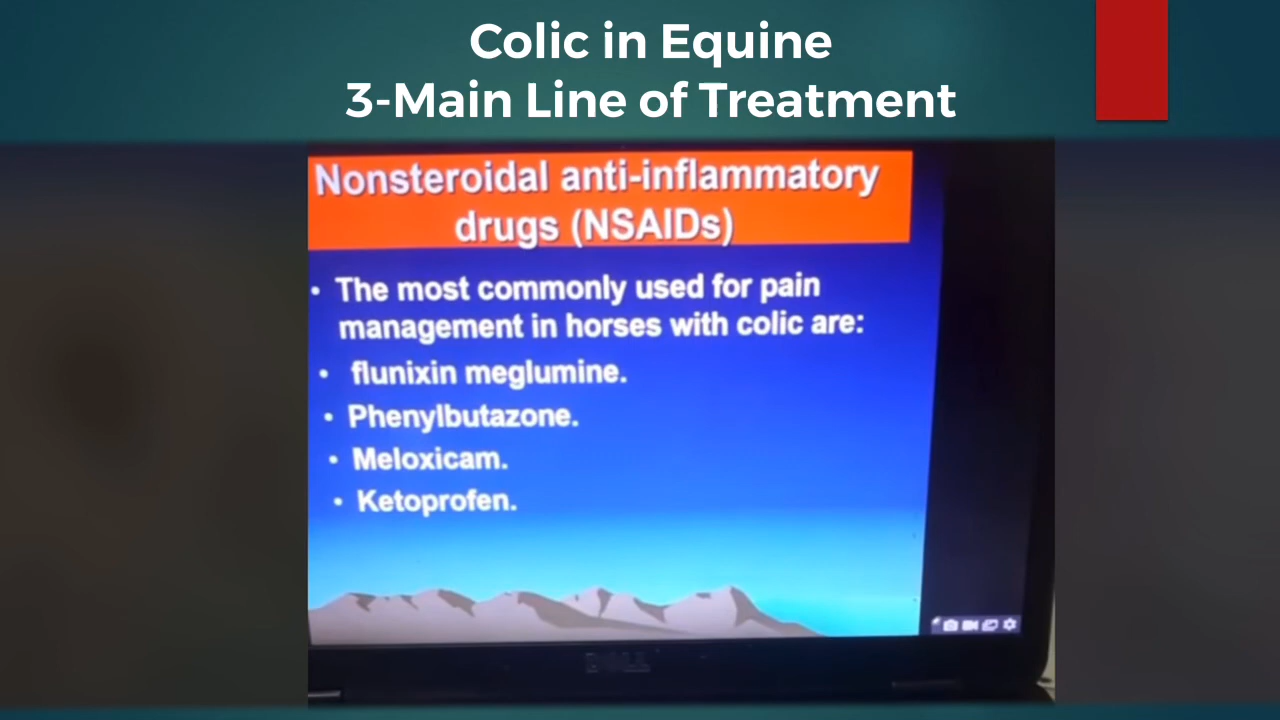 Colic in Equine
3-Main Line of Treatment
Nonsteroidal anti-inflammatory
drugs (NSAIDs)
• The most commonly used for pain
management in horses with colic are:
• flunixin meglumine.
• Phenylbutazone.
• Meloxicam.
• Ketoprofen.
DELL